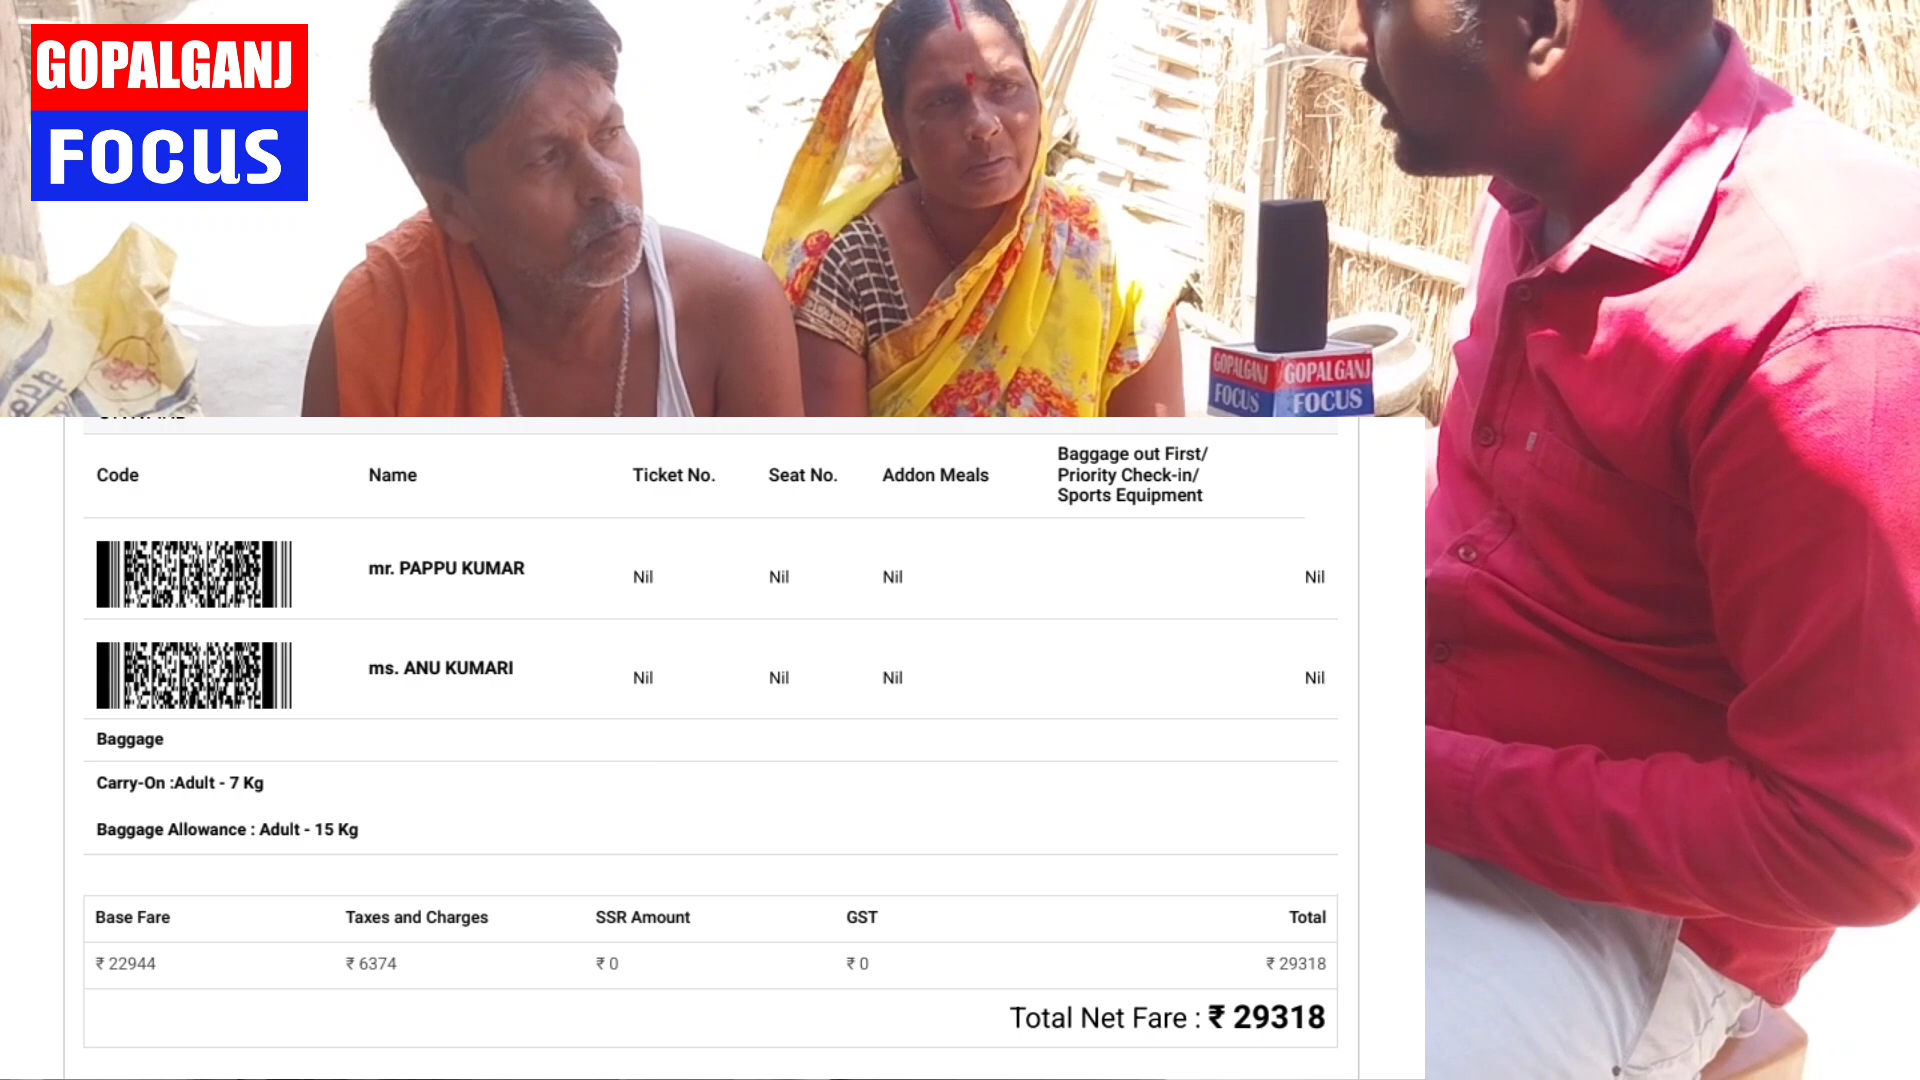 GOPALGANJ
FOCUS
GOPALGANJ
FOCUS
GOPALGANJ
FOCUS
Code Name Ticket No. Seat No. Addon Meals Baggage out First/
Priority Check-in/
Sports Equipment
mr. PAPPU KUMAR Nil Nil Nil Nil
ms. ANU KUMARI Nil Nil Nil Nil
Baggage
Carry-On :Adult - 7 Kg
Baggage Allowance : Adult - 15 Kg
Base Fare Taxes and Charges SSR Amount GST Total
₹ 22944 ₹ 6374 ₹ 0 ₹ 0 ₹ 29318
Total Net Fare : ₹ 29318